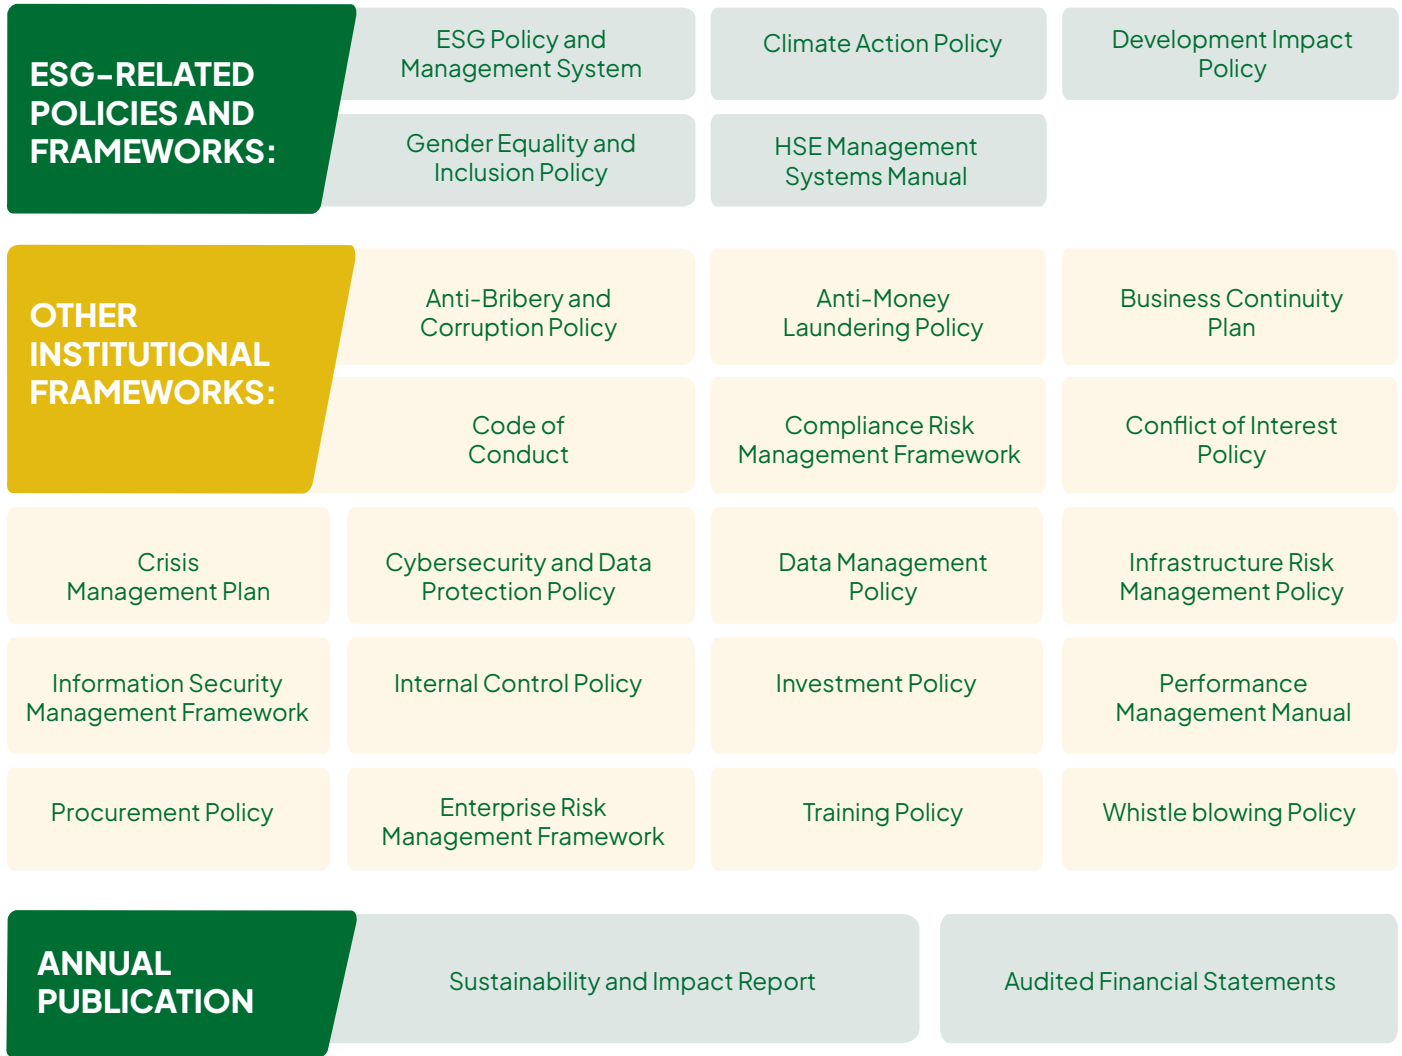 ESG-RELATED
POLICIES AND
FRAMEWORKS:
ESG Policy and
Management System
Climate Action Policy
Development Impact
Policy
Gender Equality and
Inclusion Policy
HSE Management
Systems Manual
OTHER
INSTITUTIONAL
FRAMEWORKS:
Anti-Bribery and
Corruption Policy
Anti-Money
Laundering Policy
Business Continuity
Plan
Code of
Conduct
Compliance Risk
Management Framework
Conflict of Interest
Policy
Crisis
Management Plan
Cybersecurity and Data
Protection Policy
Data Management
Policy
Infrastructure Risk
Management Policy
Information Security
Management Framework
Internal Control Policy
Investment Policy
Performance
Management Manual
Procurement Policy
Enterprise Risk
Management Framework
Training Policy
Whistle blowing Policy
ANNUAL
PUBLICATION
Sustainability and Impact Report
Audited Financial Statements